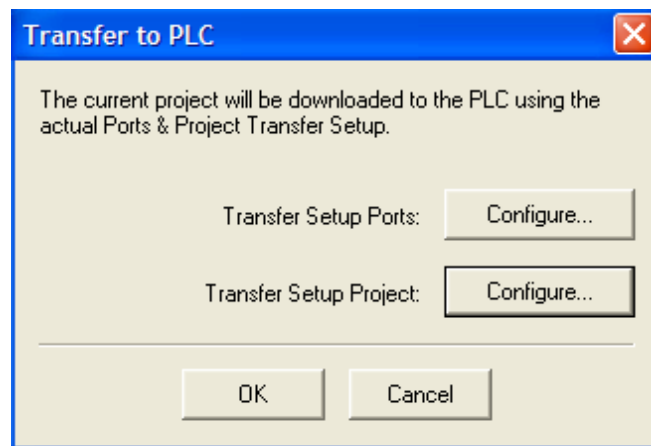 Transfer to PLC
The current project will be downloaded to the PLC using the
actual Ports & Project Transfer Setup.
Transfer Setup Ports: Configure...
Transfer Setup Project: Configure...
OK Cancel